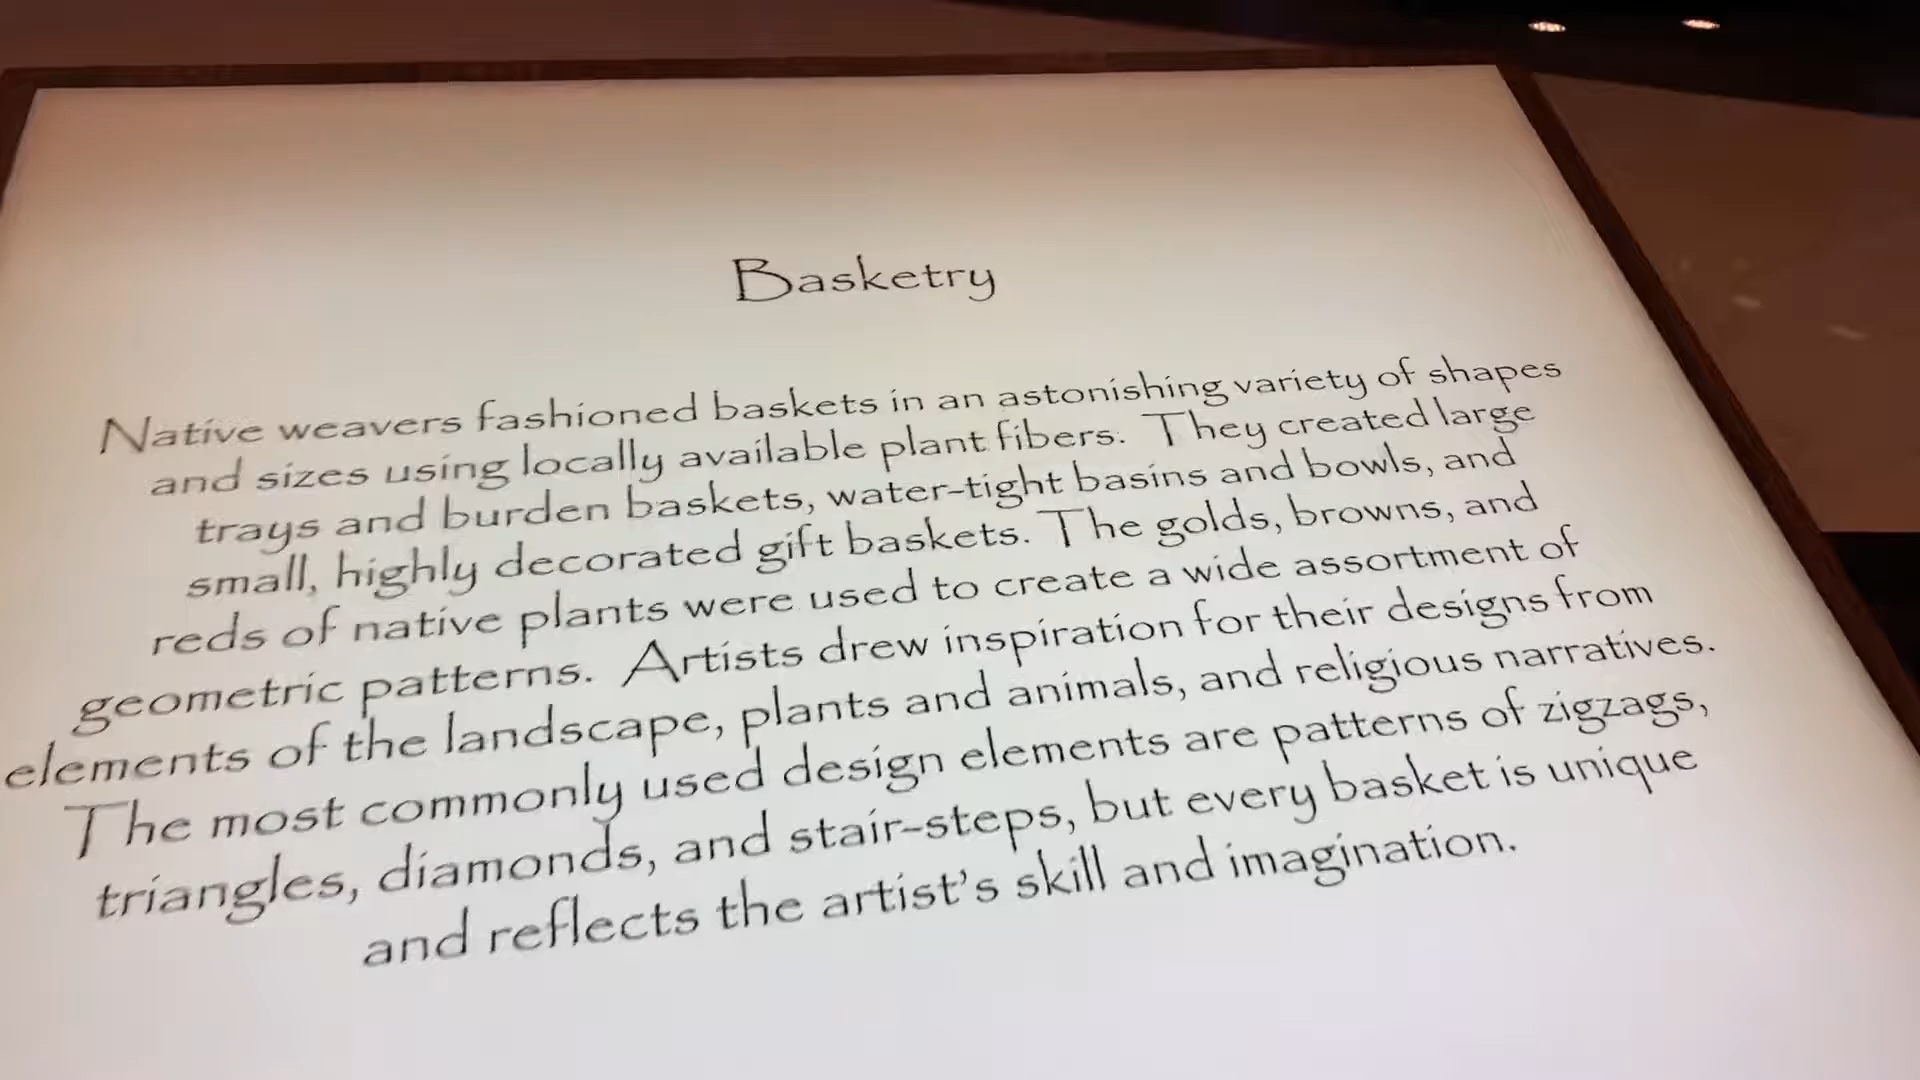 Basketry
Native weavers fashioned baskets in an astonishing variety of shapes
and sizes using locally available plant fibers. They created large
trays and burden baskets, water-tight basins and bowls, and
small, highly decorated gift baskets. The golds, browns, and
reds of native plants were used to create a wide assortment of
geometric patterns. Artists drew inspiration for their designs from
elements of the landscape, plants and animals, and religious narratives.
The most commonly used design elements are patterns of zigzags,
triangles, diamonds, and stair-steps, but every basket is unique
and reflects the artist's skill and imagination.